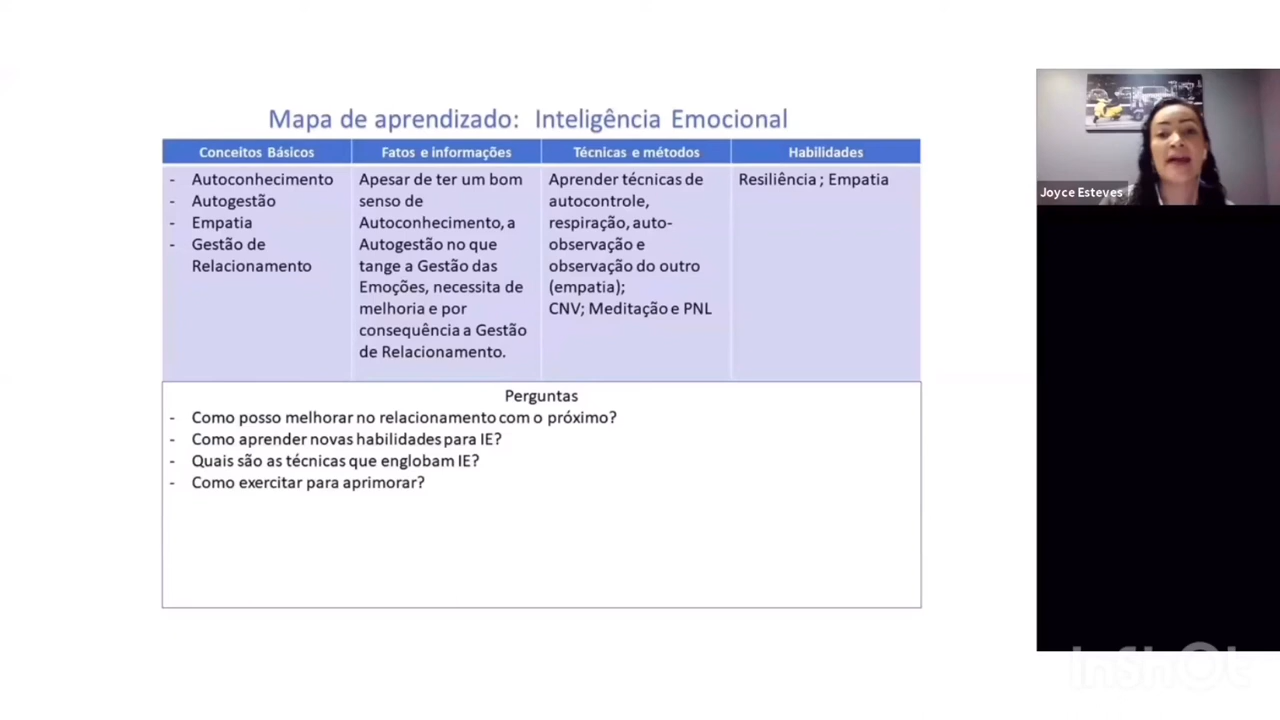 Mapa de aprendizado: Inteligência Emocional
Conceitos Básicos
- Autoconhecimento
- Autogestão
- Empatia
- Gestão de
Relacionamento
Fatos e informações
Apesar de ter um bom
senso de
Autoconhecimento, a
Autogestão no que
tange a Gestão das
Emoções, necessita de
melhoria e por
consequência a Gestão
de Relacionamento.
Técnicas e métodos
Aprender técnicas de
autocontrole,
respiração, auto-
observação e
observação do outro
(empatia);
CNV; Meditação e PNL
Habilidades
Resiliência ; Empatia
Perguntas
- Como posso melhorar no relacionamento com o próximo?
- Como aprender novas habilidades para IE?
- Quais são as técnicas que englobam IE?
- Como exercitar para aprimorar?
Joyce Esteves
InShOt